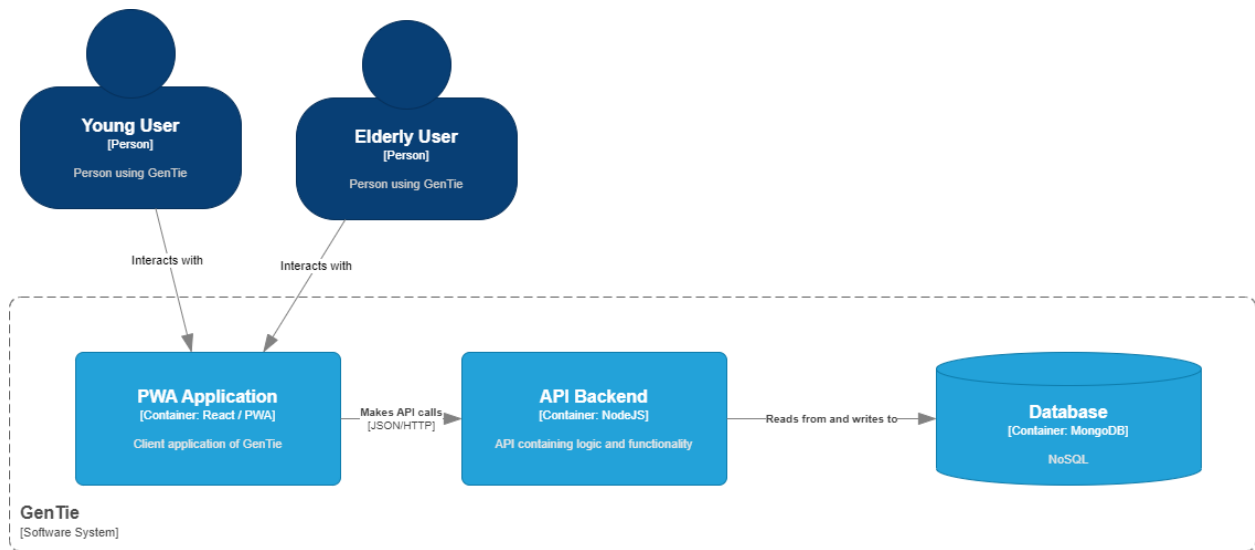 Young User
[Person]
Person using GenTie
Elderly User
[Person]
Person using GenTie
Interacts with
Interacts with
PWA Application
[Container: React / PWA]
Client application of GenTie
Makes API calls
[JSON/HTTP]
API Backend
[Container: NodeJS]
API containing logic and functionality
Reads from and writes to
Database
[Container: MongoDB]
NoSQL
GenTie
[Software System]